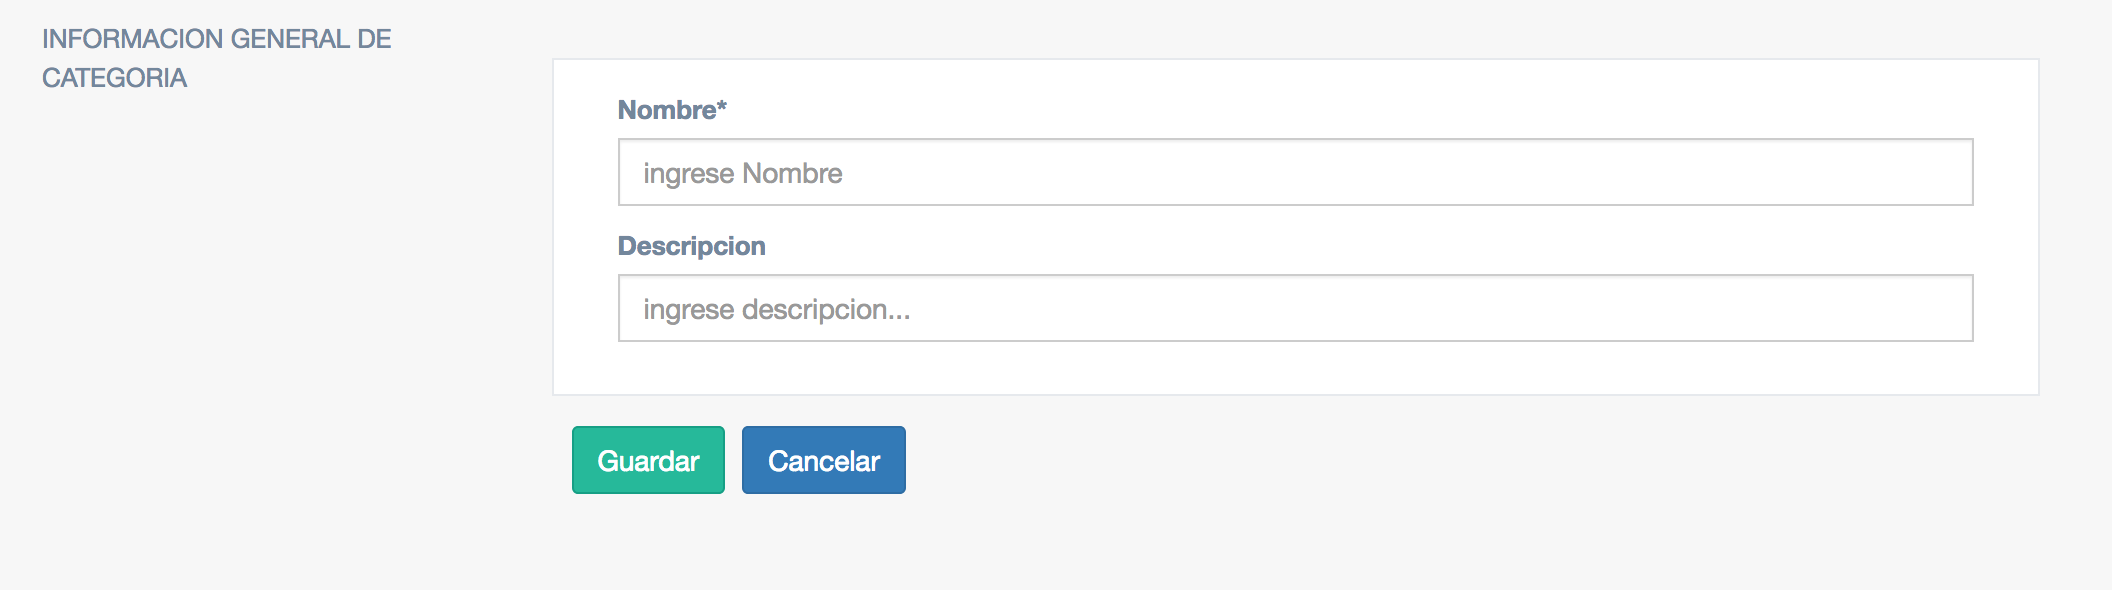 INFORMACION GENERAL DE
CATEGORIA
Nombre*
ingrese Nombre
Descripcion
ingrese descripcion...
Guardar
Cancelar